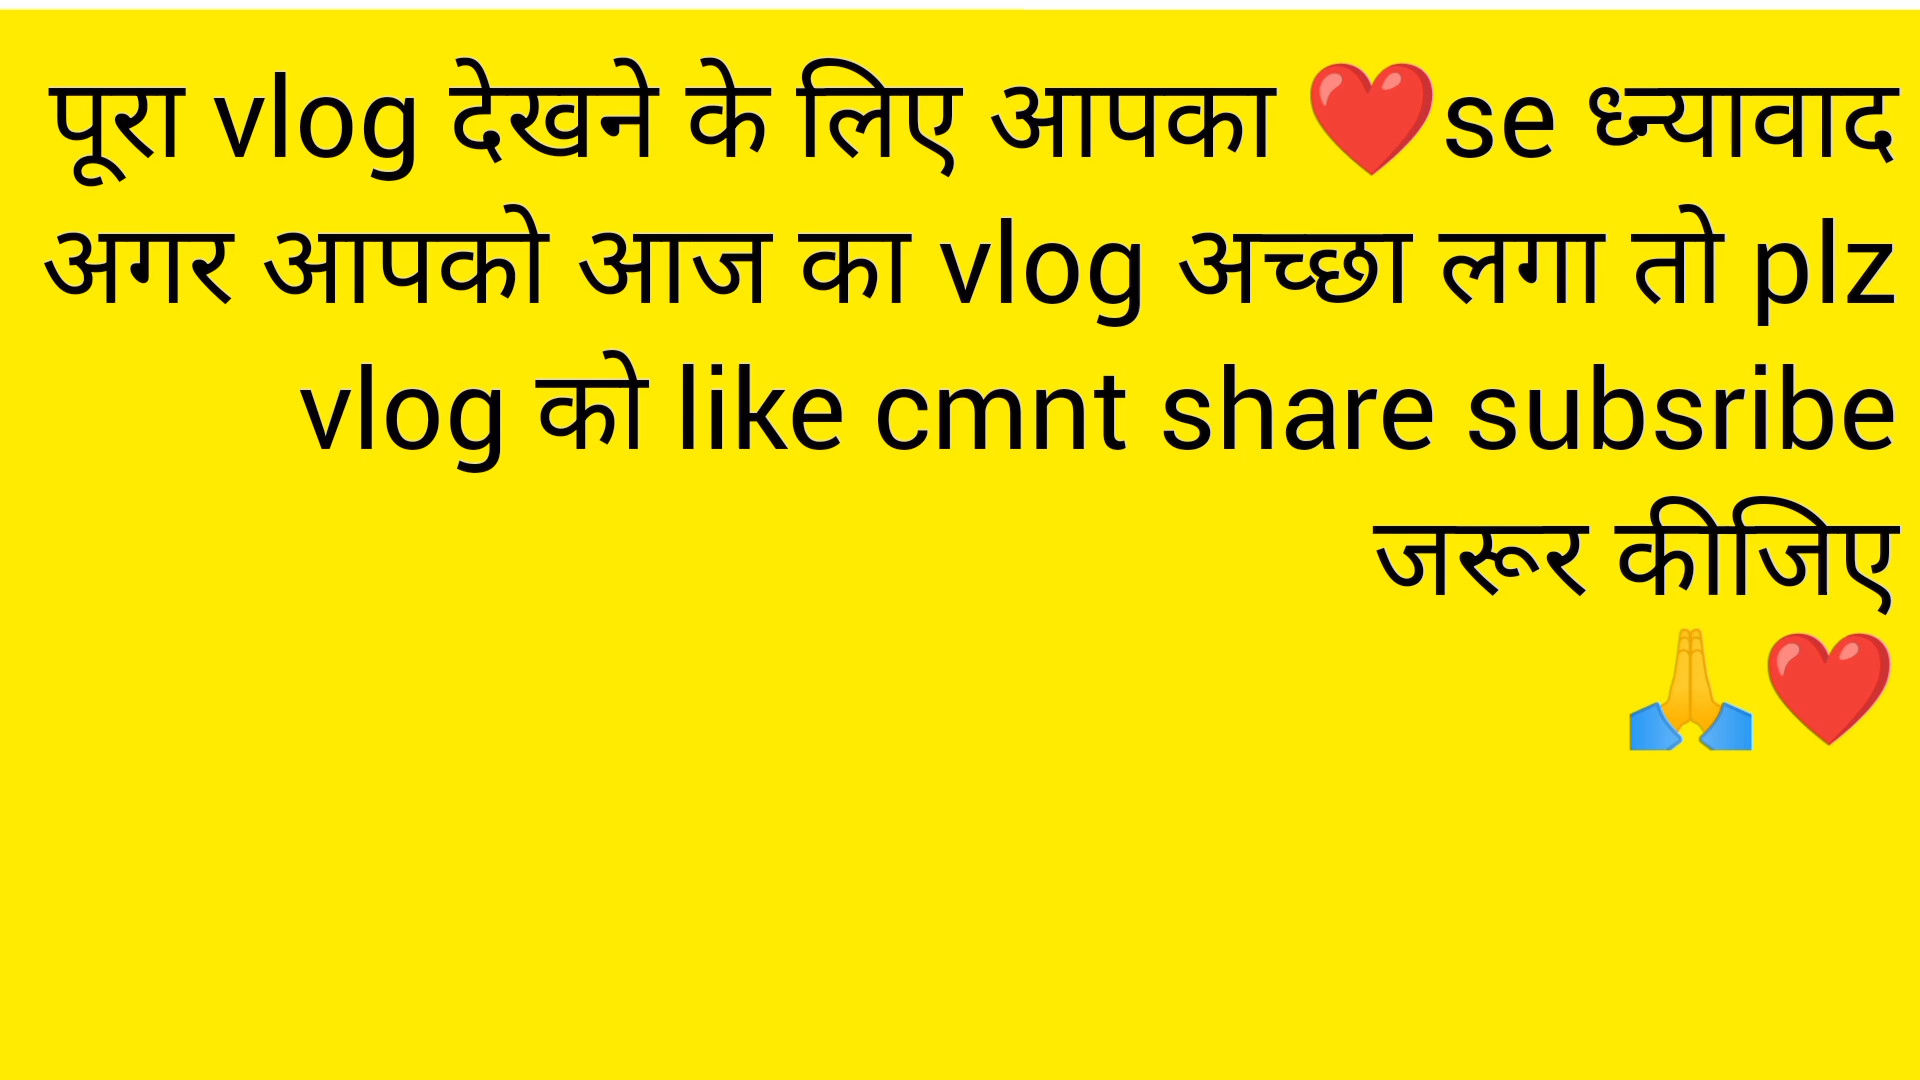 पूरा vlog देखने के लिए आपका ❤️se ध्न्यावाद
अगर आपको आज का vlog अच्छा लगा तो plz
vlog को like cmnt share subsribe
जरूर कीजिए
🙏❤️